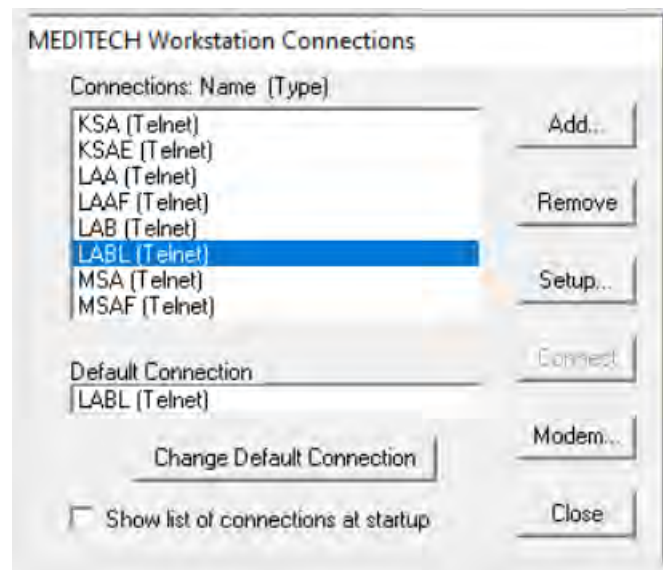 MEDITECH Workstation Connections
Connections: Name (Type)
KSA (Telnet)
KSAE (Telnet)
LAA (Telnet)
LAAF (Telnet)
LAB (Telnet)
LABL (Telnet)
MSA (Telnet)
MSAF (Telnet)
Add...
Remove
Setup...
Connect
Modem...
Close
Default Connection
LABL (Telnet)
Change Default Connection
Show list of connections at startup